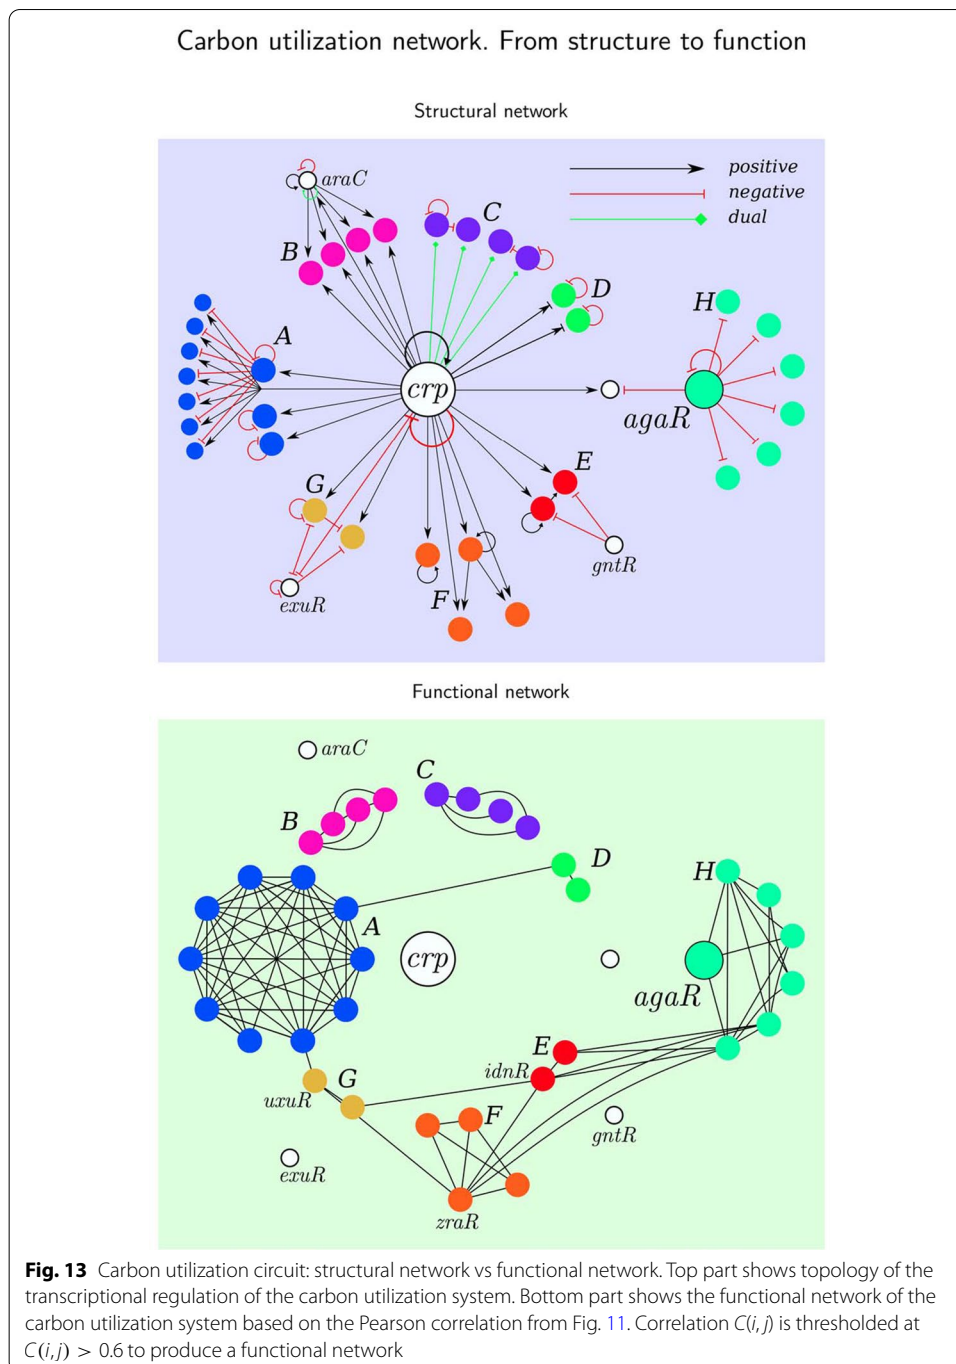 Carbon utilization network. From structure to function
Structural network
positive
negative
dual
araC
B
C
D
H
A
crp
agaR
E
G
gntR
exuR
F
Functional network
araC
C
B
D
H
A
crp
agaR
E
idnR
G
uxuR
F
gntR
exuR
zraR
Fig. 13 Carbon utilization circuit: structural network vs functional network. Top part shows topology of the
transcriptional regulation of the carbon utilization system. Bottom part shows the functional network of the
carbon utilization system based on the Pearson correlation from Fig. 11. Correlation C(i, j) is thresholded at
C(i, j) > 0.6 to produce a functional network